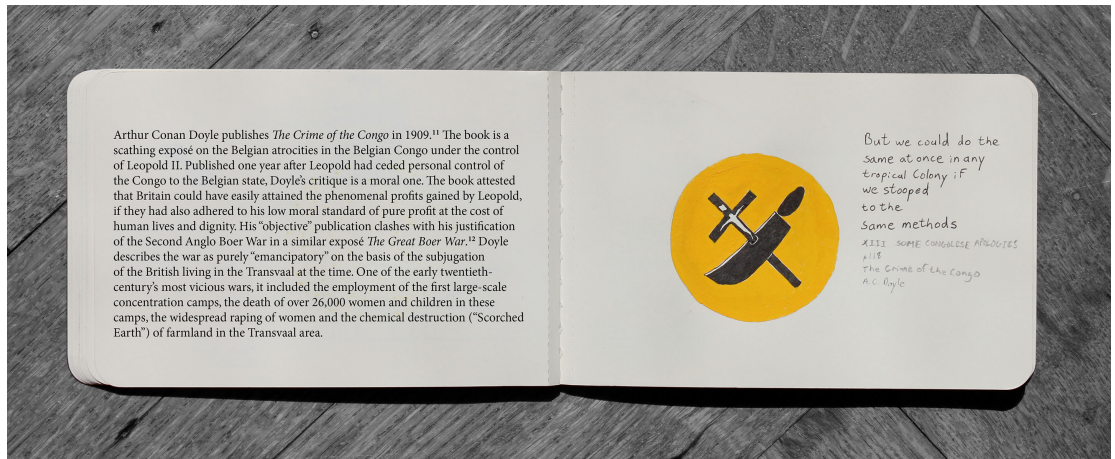 Arthur Conan Doyle publishes The Crime of the Congo in 1909.¹¹ The book is a
scathing exposé on the Belgian atrocities in the Belgian Congo under the control
of Leopold II. Published one year after Leopold had ceded personal control of
the Congo to the Belgian state, Doyle's critique is a moral one. The book attested
that Britain could have easily attained the phenomenal profits gained by Leopold,
if they had also adhered to his low moral standard of pure profit at the cost of
human lives and dignity. His “objective” publication clashes with his justification
of the Second Anglo Boer War in a similar exposé The Great Boer War.¹² Doyle
describes the war as purely “emancipatory” on the basis of the subjugation
of the British living in the Transvaal at the time. One of the early twentieth-
century's most vicious wars, it included the employment of the first large-scale
concentration camps, the death of over 26,000 women and children in these
camps, the widespread raping of women and the chemical destruction (“Scorched
Earth”) of farmland in the Transvaal area.
But we could do the
same at once in any
tropical Colony if
we stooped
to the
same methods
XIII SOME CONGOLESE APOLOGIES
p118
The Crime of the Congo
A.C. Doyle